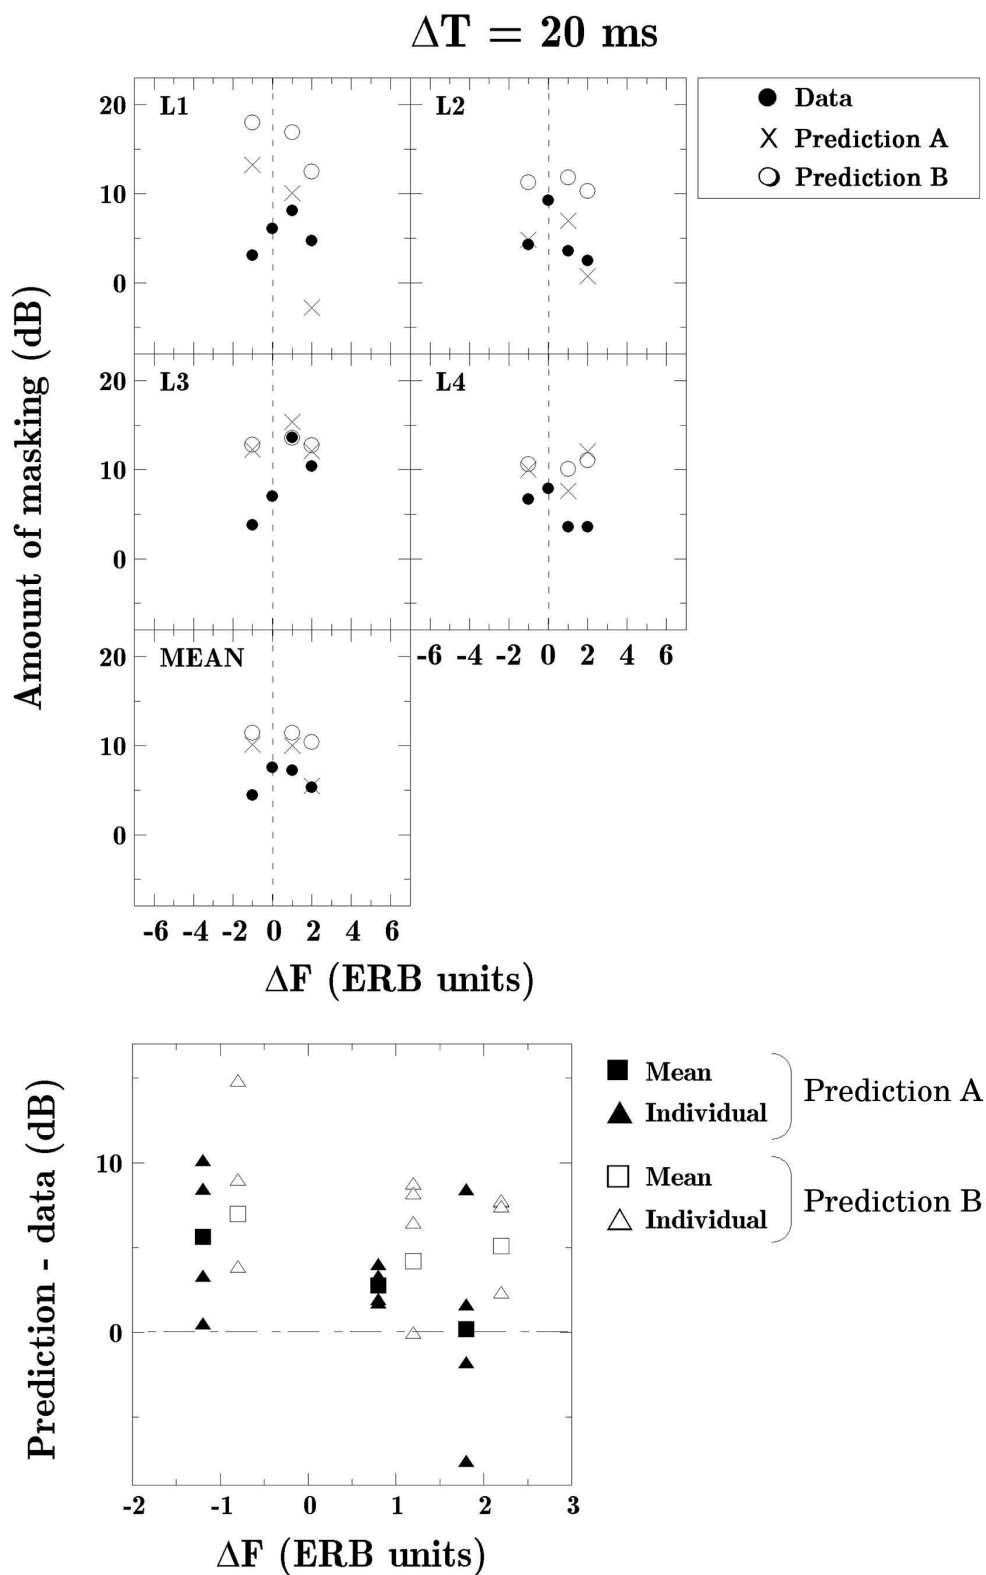 ΔT = 20 ms
20
10
0
L1
L2
Data
Prediction A
Prediction B
Amount of masking (dB)
20
10
0
L3
L4
-6 -4 -2 0 2 4 6
20
10
0
MEAN
-6 -4 -2 0 2 4 6
ΔF (ERB units)
Prediction - data (dB)
10
0
-2 -1 0 1 2 3
ΔF (ERB units)
Mean
Individual
Prediction A
Mean
Individual
Prediction B